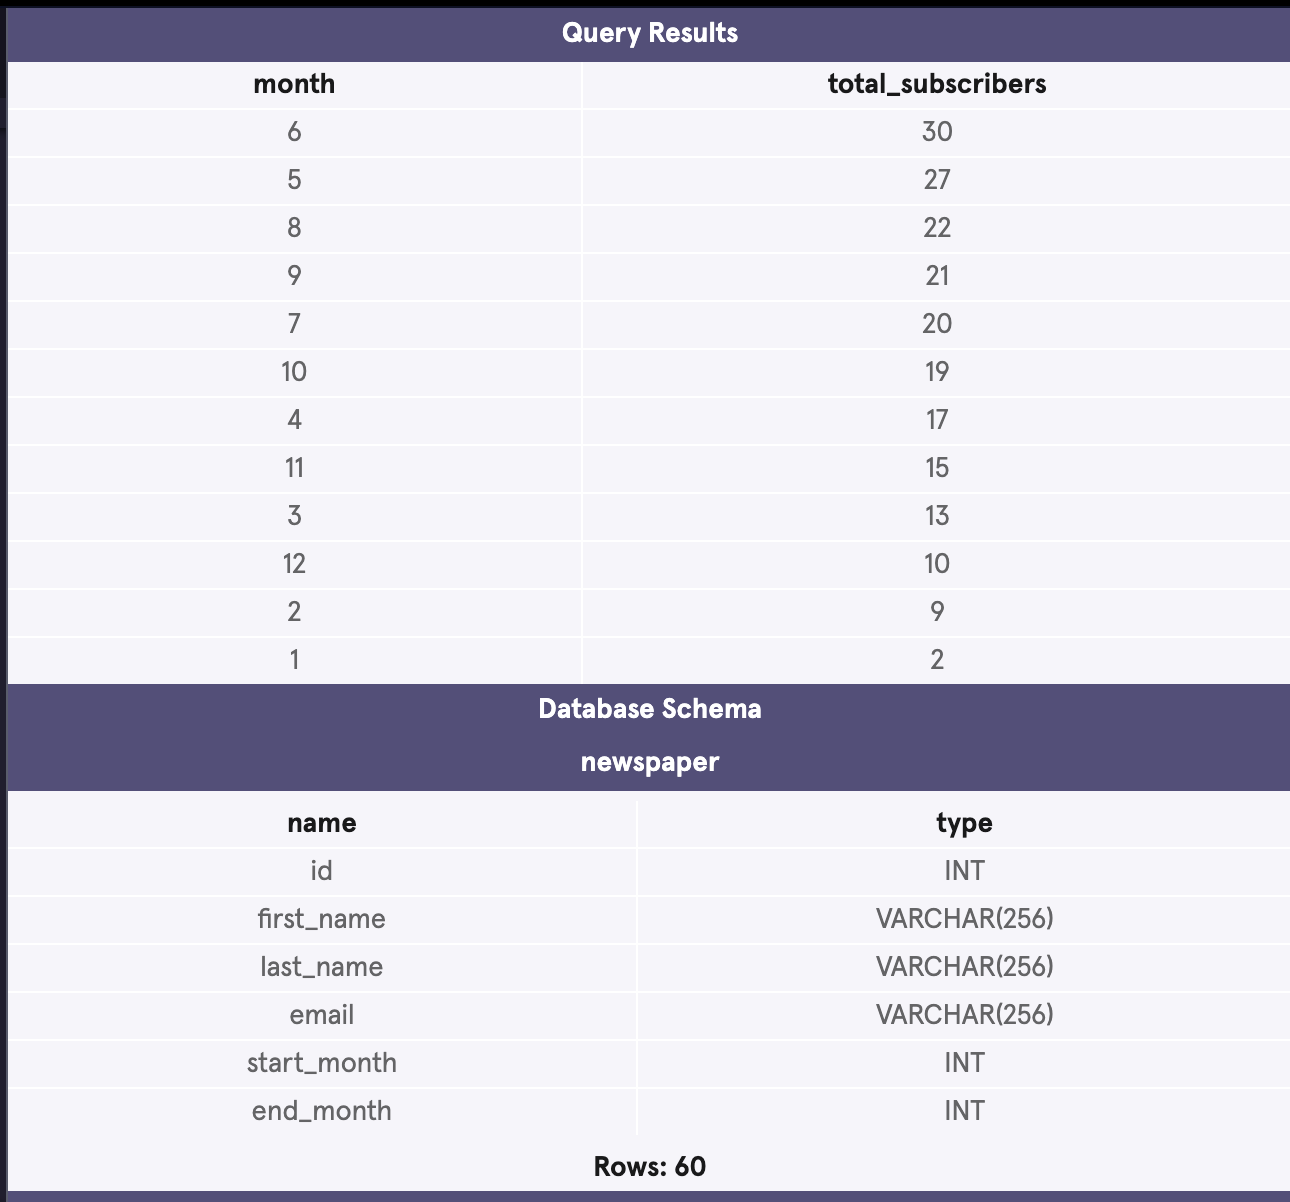 Query Results
month total_subscribers
6 30
5 27
8 22
9 21
7 20
10 19
4 17
11 15
3 13
12 10
2 9
1 2
Database Schema
newspaper
name type
id INT
first_name VARCHAR(256)
last_name VARCHAR(256)
email VARCHAR(256)
start_month INT
end_month INT
Rows: 60